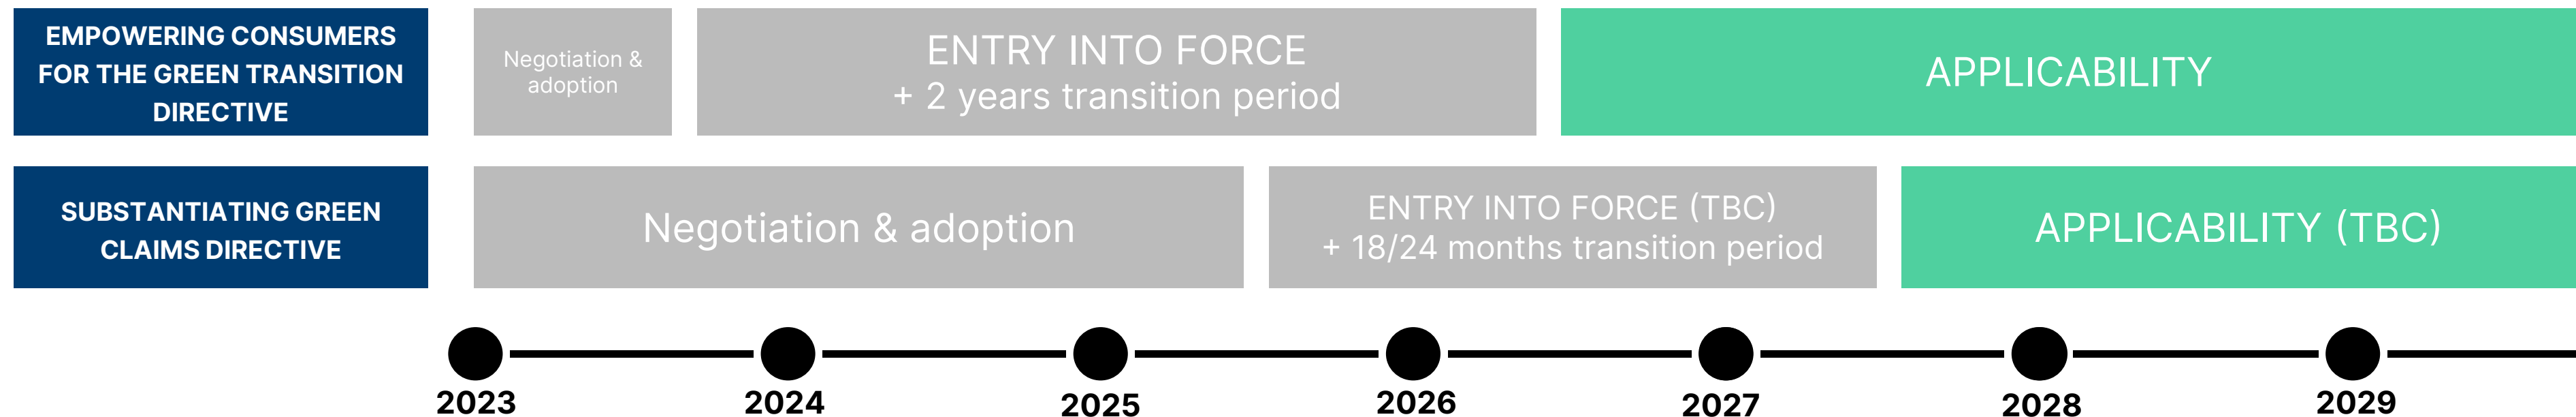 EMPOWERING CONSUMERS
FOR THE GREEN TRANSITION
DIRECTIVE
Negotiation &
adoption
ENTRY INTO FORCE
+ 2 years transition period
APPLICABILITY
SUBSTANTIATING GREEN
CLAIMS DIRECTIVE
Negotiation & adoption
ENTRY INTO FORCE (TBC)
+ 18/24 months transition period
APPLICABILITY (TBC)
2023
2024
2025
2026
2027
2028
2029